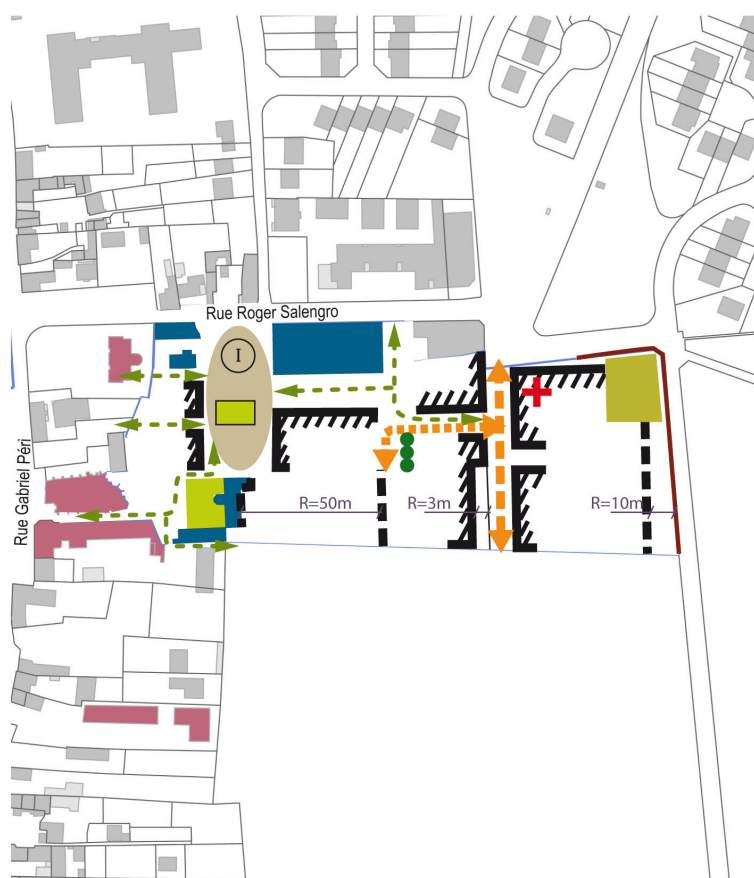 Rue Roger Salengro
I
Rue Gabriel Péri
R=50m
R=3m
R=10m